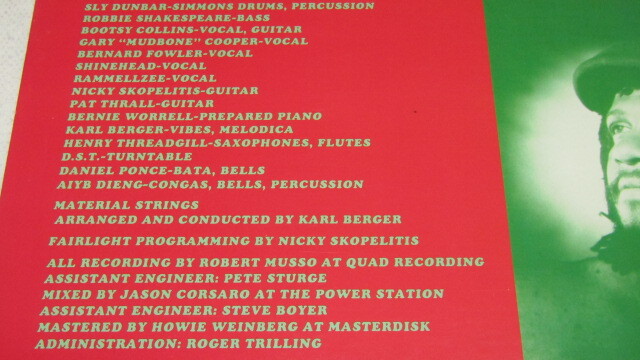 SLY DUNBAR-SIMMONS DRUMS, PERCUSSION
ROBBIE SHAKESPEARE-BASS
BOOTSY COLLINS-VOCAL, GUITAR
GARY "MUDBONE" COOPER-VOCAL
BERNARD FOWLER-VOCAL
SHINEHEAD-VOCAL
RAMMELLZEE-VOCAL
NICKY SKOPELITIS-GUITAR
PAT THRALL-GUITAR
BERNIE WORRELL-PREPARED PIANO
KARL BERGER-VIBES, MELODICA
HENRY THREADGILL-SAXOPHONES, FLUTES
D.S.T.-TURNTABLE
DANIEL PONCE-BATA, BELLS
AIYB DIENG-CONGAS, BELLS, PERCUSSION
MATERIAL STRINGS
ARRANGED AND CONDUCTED BY KARL BERGER
FAIRLIGHT PROGRAMMING BY NICKY SKOPELITIS
ALL RECORDING BY ROBERT MUSSO AT QUAD RECORDING
ASSISTANT ENGINEER: PETE STURGE
MIXED BY JASON CORSARO AT THE POWER STATION
ASSISTANT ENGINEER: STEVE BOYER
MASTERED BY HOWIE WEINBERG AT MASTERDISK
ADMINISTRATION: ROGER TRILLING